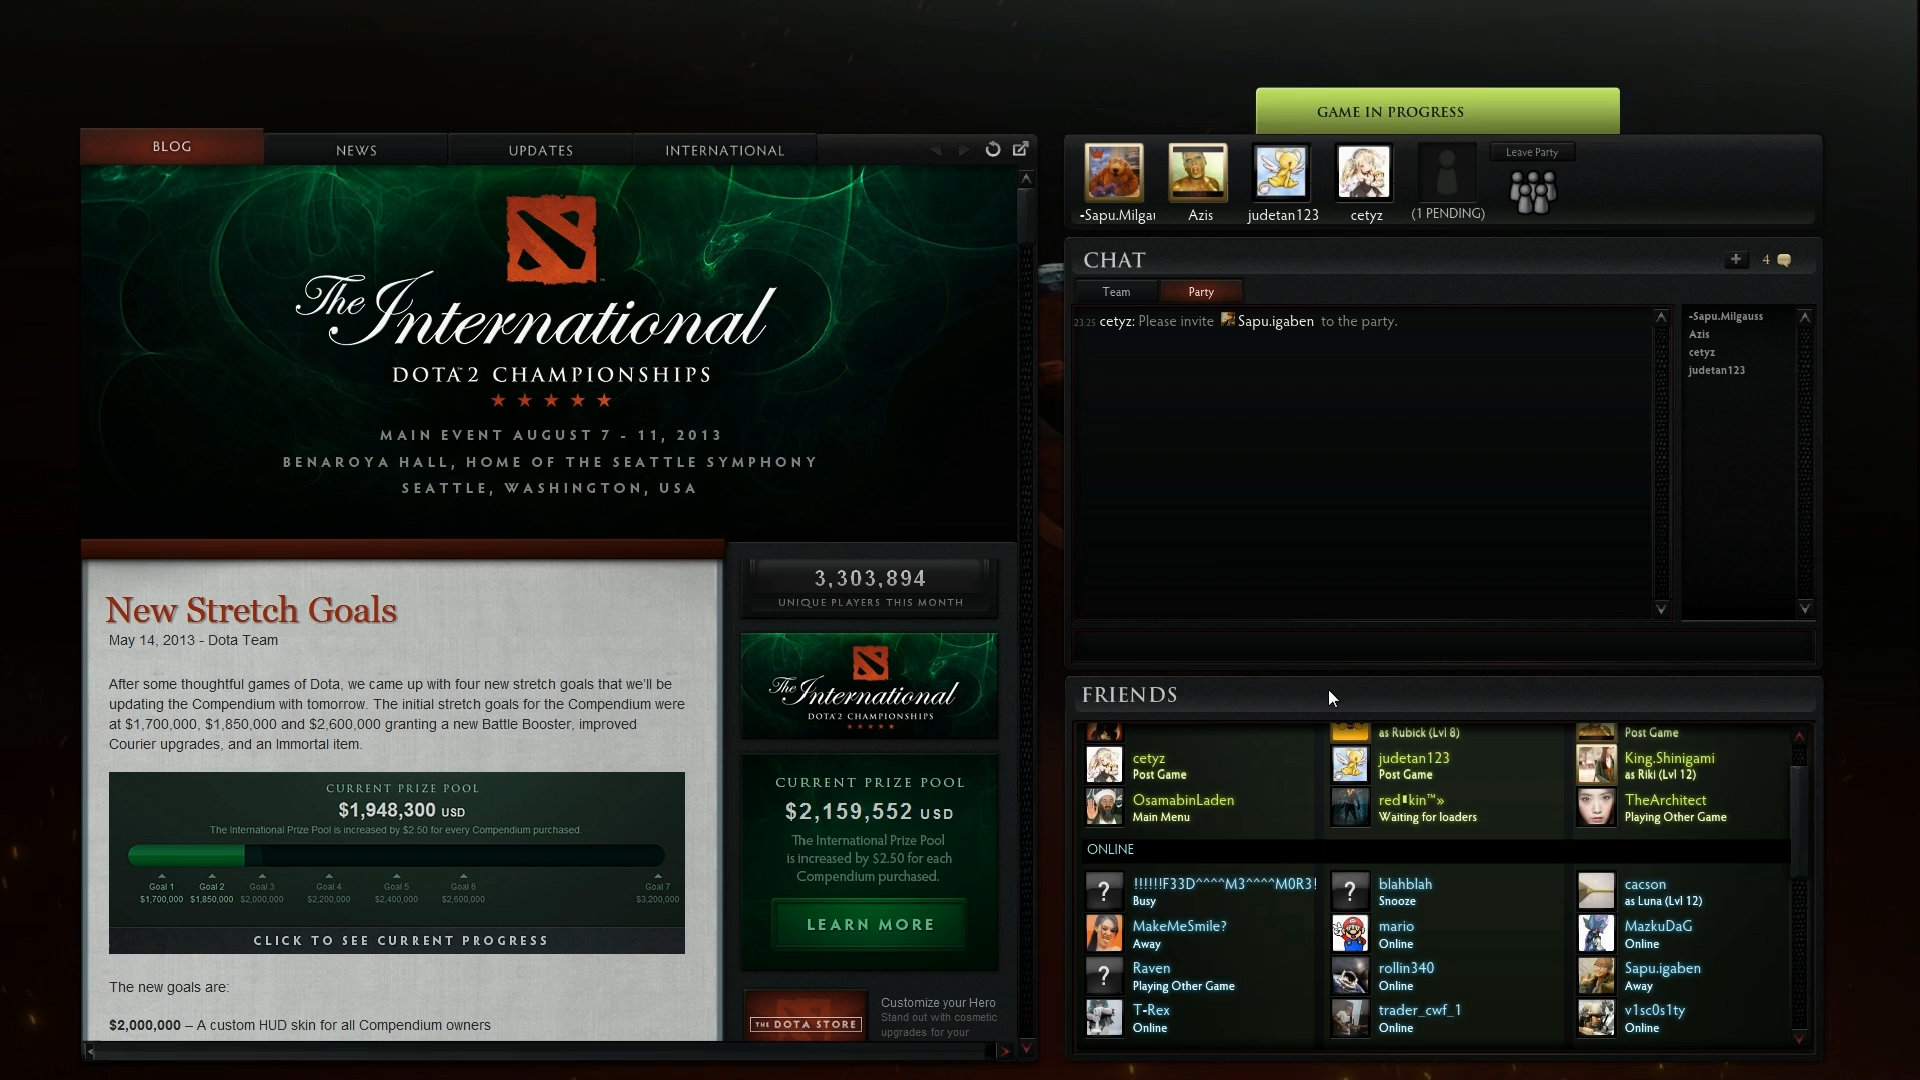 BLOG
NEWS
UPDATES
INTERNATIONAL
The International
DOTA™2 CHAMPIONSHIPS
MAIN EVENT AUGUST 7 - 11, 2013
BENAROYA HALL, HOME OF THE SEATTLE SYMPHONY
SEATTLE, WASHINGTON, USA
New Stretch Goals
May 14, 2013 - Dota Team
After some thoughtful games of Dota, we came up with four new stretch goals that we'll be
updating the Compendium with tomorrow. The initial stretch goals for the Compendium were
at $1,700,000, $1,850,000 and $2,600,000 granting a new Battle Booster, improved
Courier upgrades, and an Immortal item.
CURRENT PRIZE POOL
$1,948,300 USD
The International Prize Pool is increased by $2.50 for every Compendium purchased.
Goal 1 Goal 2 Goal 3 Goal 4 Goal 5 Goal 6 Goal 7
$1,700,000 $1,850,000 $2,000,000 $2,200,000 $2,400,000 $2,600,000 $3,200,000
CLICK TO SEE CURRENT PROGRESS
The new goals are:
$2,000,000 – A custom HUD skin for all Compendium owners
3,303,894
UNIQUE PLAYERS THIS MONTH
The International
DOTA™2 CHAMPIONSHIPS
CURRENT PRIZE POOL
$2,159,552 USD
The International Prize Pool
is increased by $2.50 for each
Compendium purchased.
LEARN MORE
THE DOTA STORE
Customize your Hero
Stand out with cosmetic
upgrades for your
GAME IN PROGRESS
Leave Party
-Sapu.Milgau
Azis
judetan123
cetyz
(1 PENDING)
CHAT
4
Team
Party
23:25 cetyz: Please invite Sapu.igaben to the party.
-Sapu.Milgauss
Azis
cetyz
judetan123
FRIENDS
as Rubick (Lvl 8)
Post Game
cetyz
Post Game
judetan123
Post Game
King.Shinigami
as Riki (Lvl 12)
OsamabinLaden
Main Menu
red▮kin™»
Waiting for loaders
TheArchitect
Playing Other Game
ONLINE
!!!!!!F33D^^^^M3^^^^M0R3!
Busy
blahblah
Snooze
cacson
as Luna (Lvl 12)
MakeMeSmile?
Away
mario
Online
MazkuDaG
Online
Raven
Playing Other Game
rollin340
Online
Sapu.igaben
Away
T-Rex
Online
trader_cwf_1
Online
v1sc0s1ty
Online